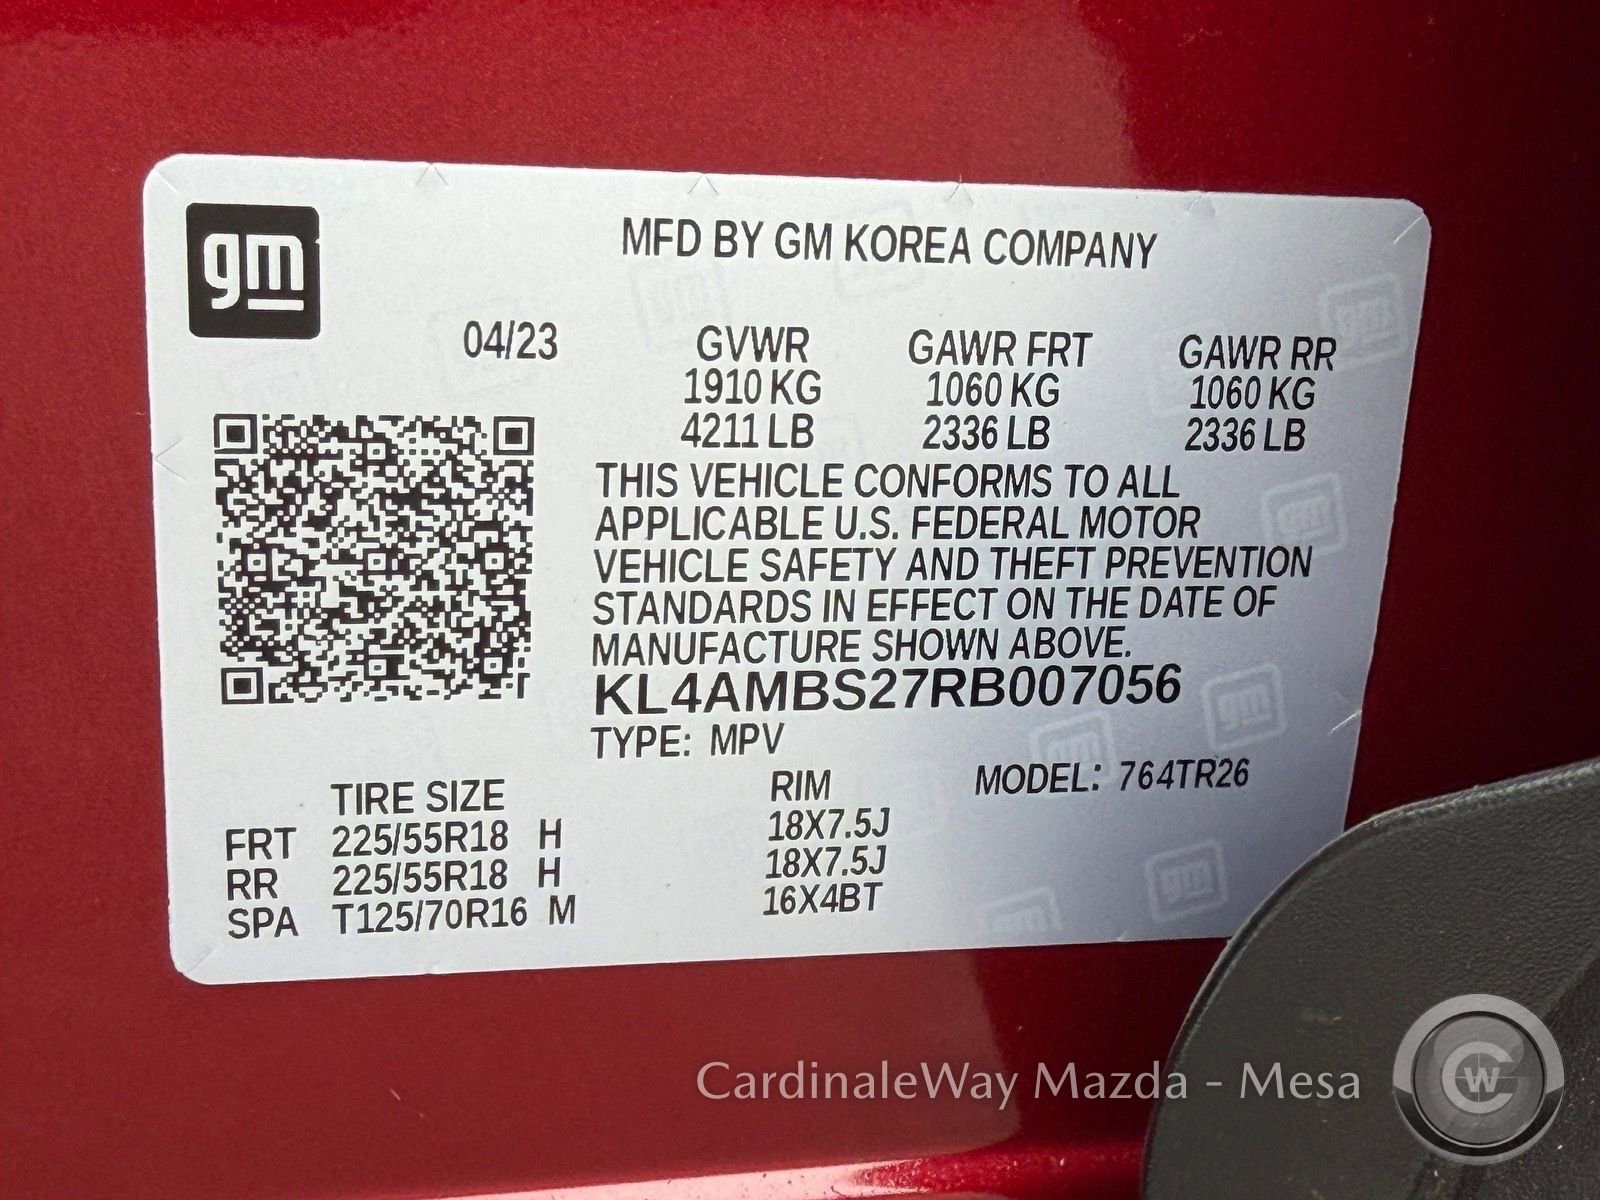 gm
MFD BY GM KOREA COMPANY
04/23 GVWR GAWR FRT GAWR RR
1910 KG 1060 KG 1060 KG
4211 LB 2336 LB 2336 LB
THIS VEHICLE CONFORMS TO ALL
APPLICABLE U.S. FEDERAL MOTOR
VEHICLE SAFETY AND THEFT PREVENTION
STANDARDS IN EFFECT ON THE DATE OF
MANUFACTURE SHOWN ABOVE.
KL4AMBS27RB007056
TYPE: MPV
TIRE SIZE RIM MODEL: 764TR26
FRT 225/55R18 H 18X7.5J
RR 225/55R18 H 18X7.5J
SPA T125/70R16 M 16X4BT
CardinaleWay Mazda - Mesa
CW